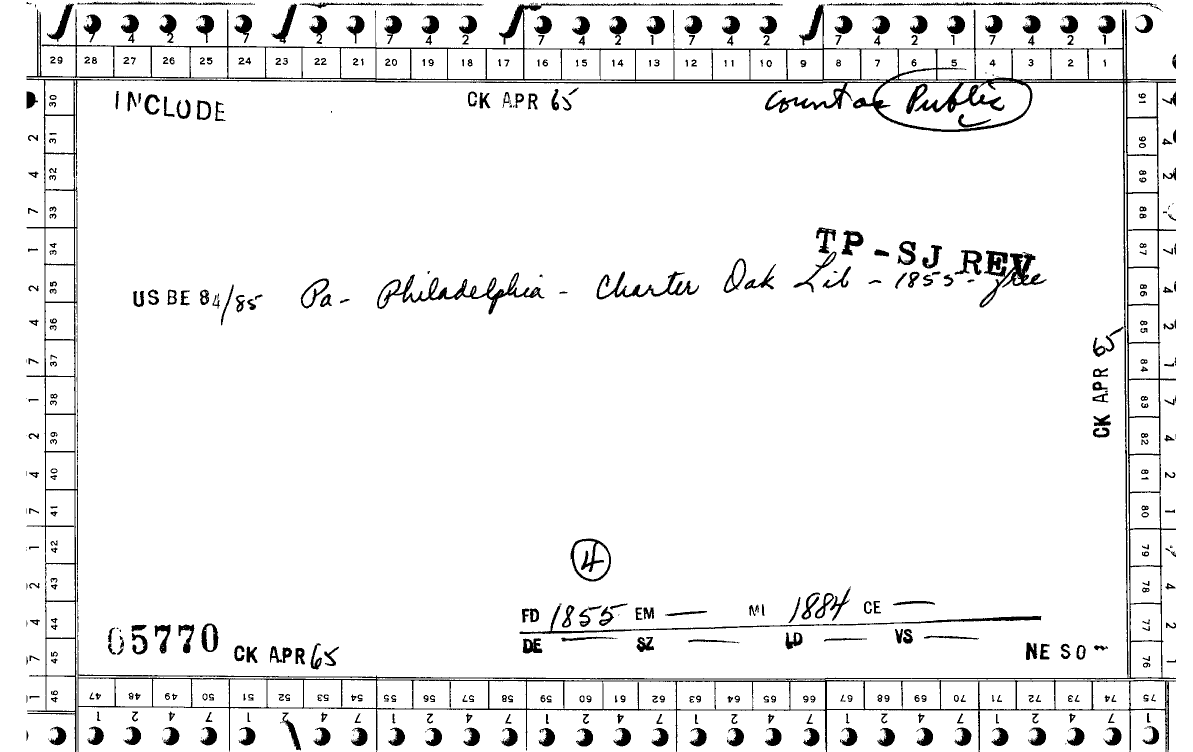 7 4 2 1 7 4 2 1 7 4 2 1 7 4 2 1 7 4 2 1 7 4 2 1 7 4 2 1
29 28 27 26 25 24 23 22 21 20 19 18 17 16 15 14 13 12 11 10 9 8 7 6 5 4 3 2 1
INCLUDE CK APR 65 count as Public
TP-SJ REV
US BE 84/85 Pa- Philadelphia - Charter Oak Lib - 1855- free
CK APR 65
4
FD 1855 EM — MI 1884 CE —
DE — SZ — LD — VS —
05770 CK APR 65 NE SO -
30 31 32 33 34 35 36 37 38 39 40 41 42 43 44 45 46
2 4 7 1 2 4 7 1 2 4 7 1 2 4 7 1
91 90 89 88 87 86 85 84 83 82 81 80 79 78 77 76
47 48 49 50 51 52 53 54 55 56 57 58 59 60 61 62 63 64 65 66 67 68 69 70 71 72 73 74 75
1 2 4 7 1 2 4 7 1 2 4 7 1 2 4 7 1 2 4 7 1 2 4 7 1 2 4 7 1